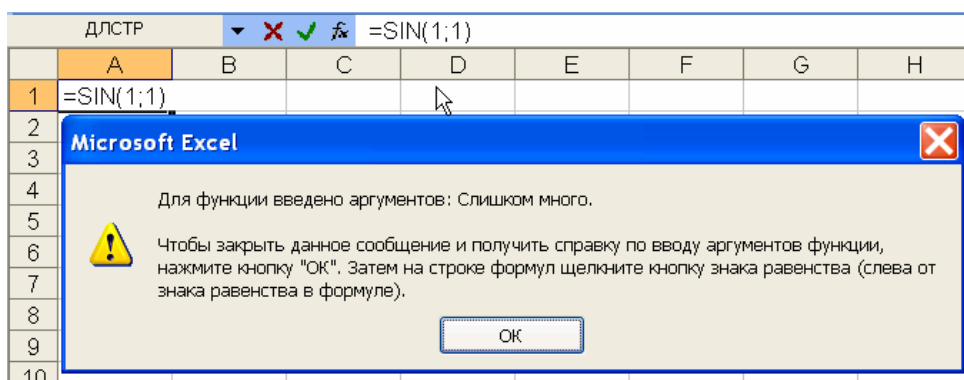 ДЛСТР fx =SIN(1;1)
A B C D E F G H
1 =SIN(1;1)
2
3
4
5
6
7
8
9
10
Microsoft Excel
Для функции введено аргументов: Слишком много.
Чтобы закрыть данное сообщение и получить справку по вводу аргументов функции,
нажмите кнопку "ОК". Затем на строке формул щелкните кнопку знака равенства (слева от
знака равенства в формуле).
ОК